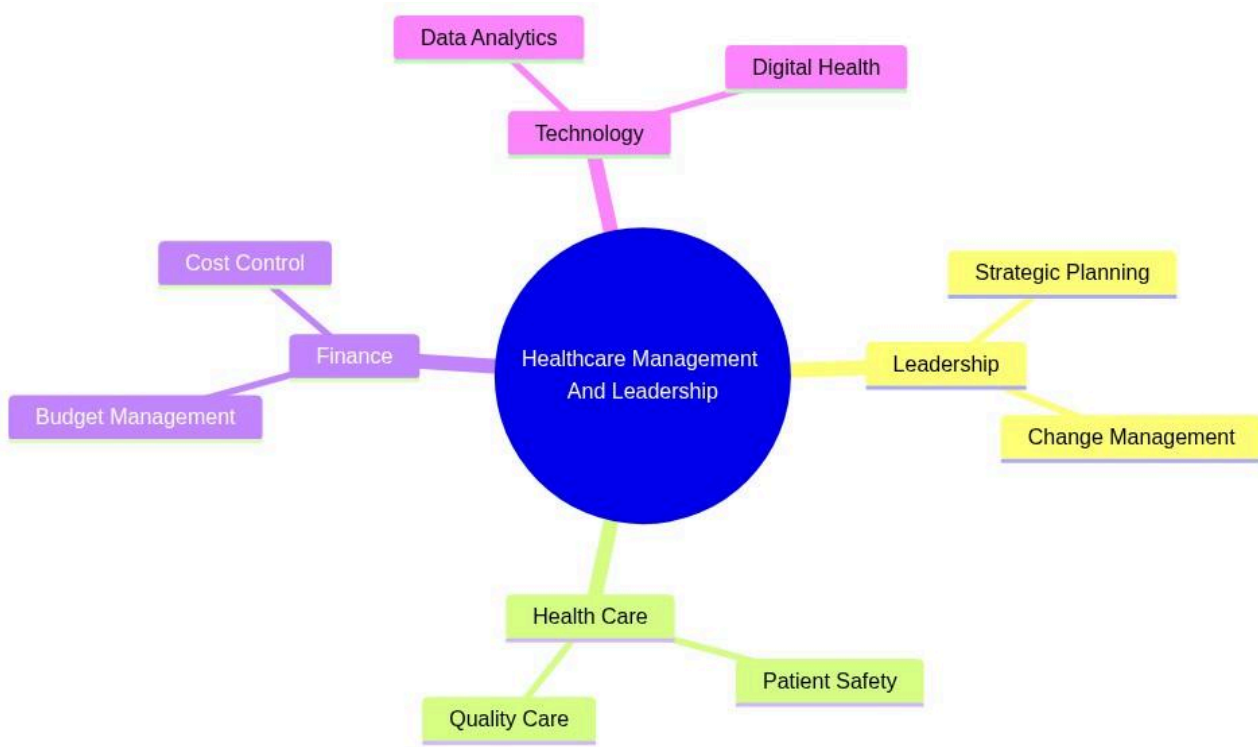 Data Analytics
Digital Health
Technology
Cost Control
Strategic Planning
Finance
Healthcare Management
And Leadership
Leadership
Budget Management
Change Management
Health Care
Patient Safety
Quality Care